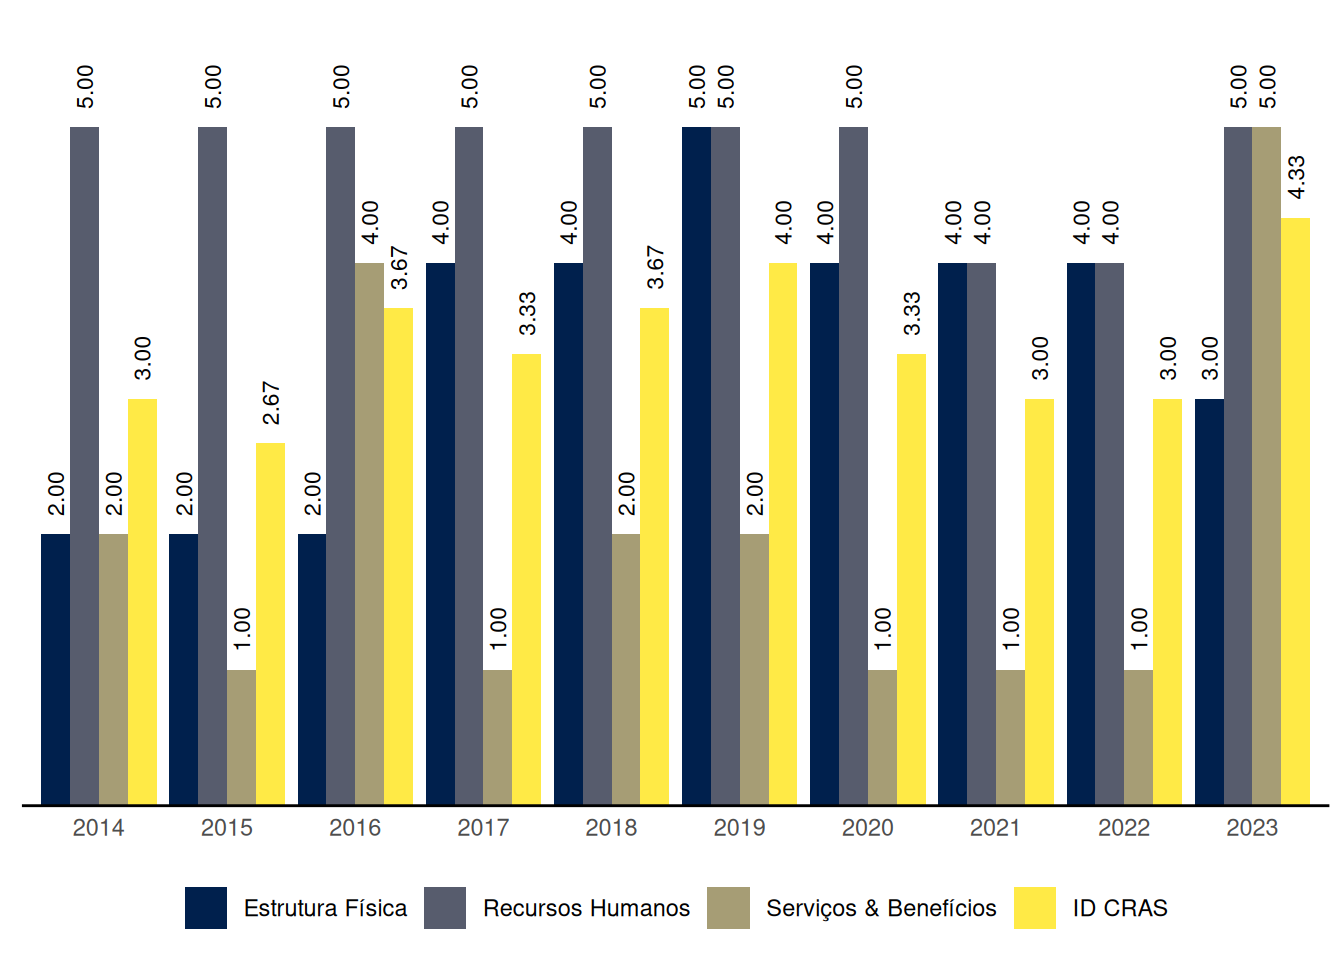 5.00 5.00 5.00 5.00 5.00 5.00 5.00 5.00 5.00 5.00
4.33
4.00 4.00 4.00 4.00 4.00 4.00 4.00 4.00 4.00
3.67 3.67
3.33 3.33
3.00 3.00 3.00 3.00
2.67
2.00 2.00 2.00 2.00 2.00 2.00
1.00 1.00 1.00 1.00 1.00
2014 2015 2016 2017 2018 2019 2020 2021 2022 2023
Estrutura Física Recursos Humanos Serviços & Benefícios ID CRAS